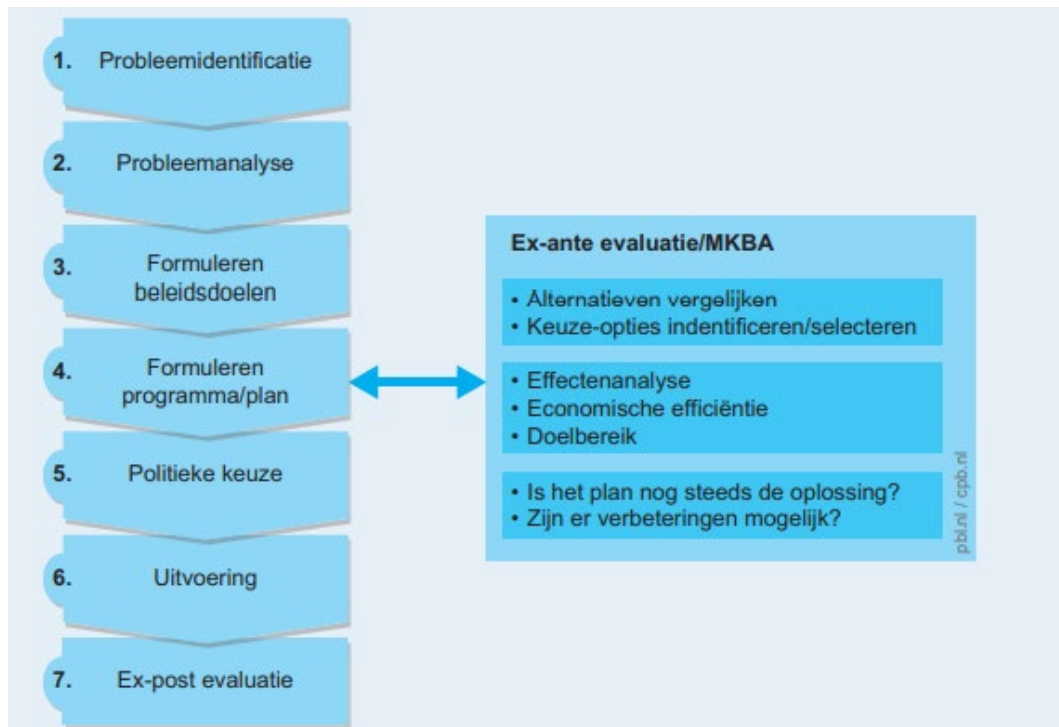 1. Probleemidentificatie
2. Probleemanalyse
3. Formuleren
beleidsdoelen
4. Formuleren
programma/plan
5. Politieke keuze
6. Uitvoering
7. Ex-post evaluatie
Ex-ante evaluatie/MKBA
• Alternatieven vergelijken
• Keuze-opties indentificeren/selecteren
• Effectenanalyse
• Economische efficiëntie
• Doelbereik
• Is het plan nog steeds de oplossing?
• Zijn er verbeteringen mogelijk?
pbl.nl / cpb.nl